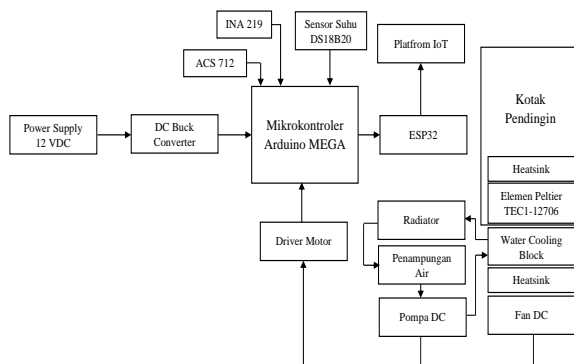 INA 219
Sensor Suhu
DS18B20
Platfrom IoT
ACS 712
Kotak
Pendingin
Power Supply
12 VDC
DC Buck
Converter
Mikrokontroler
Arduino MEGA
ESP32
Heatsink
Elemen Peltier
TEC1-12706
Radiator
Driver Motor
Water Cooling
Block
Penampungan
Air
Heatsink
Pompa DC
Fan DC